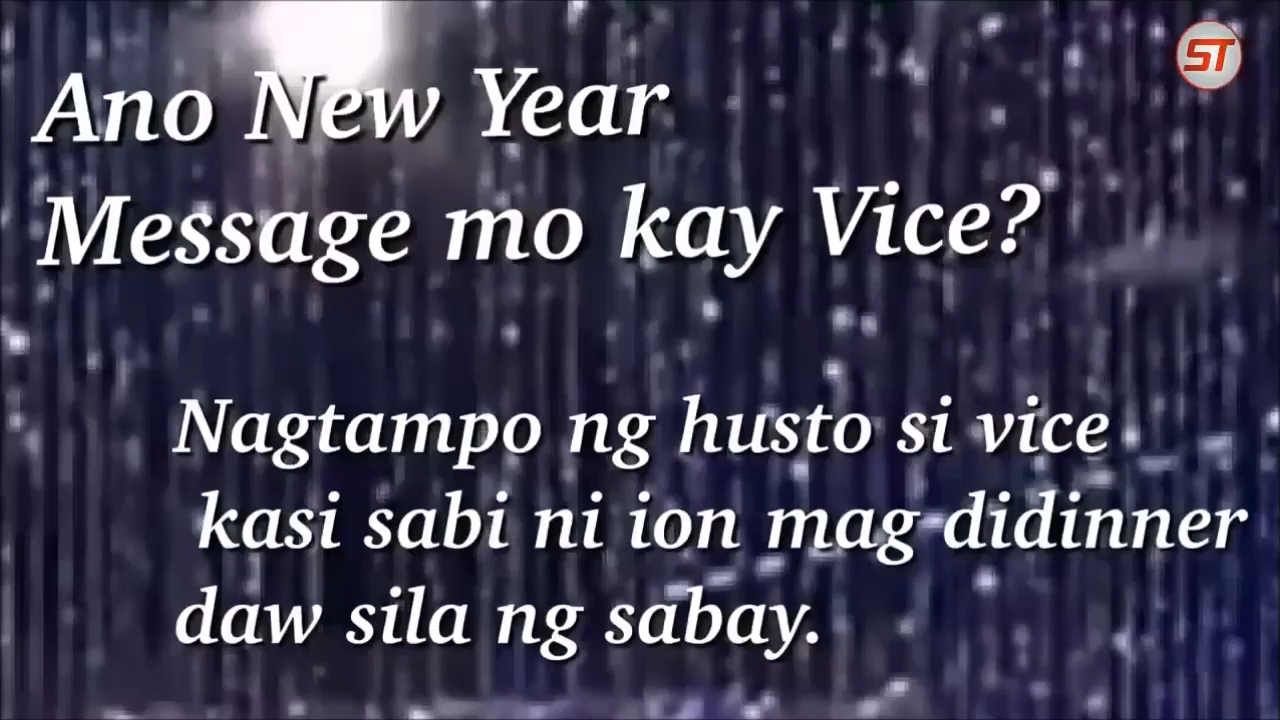 ST
Ano New Year
Message mo kay Vice?
Nagtampo ng husto si vice
kasi sabi ni ion mag didinner
daw sila ng sabay.